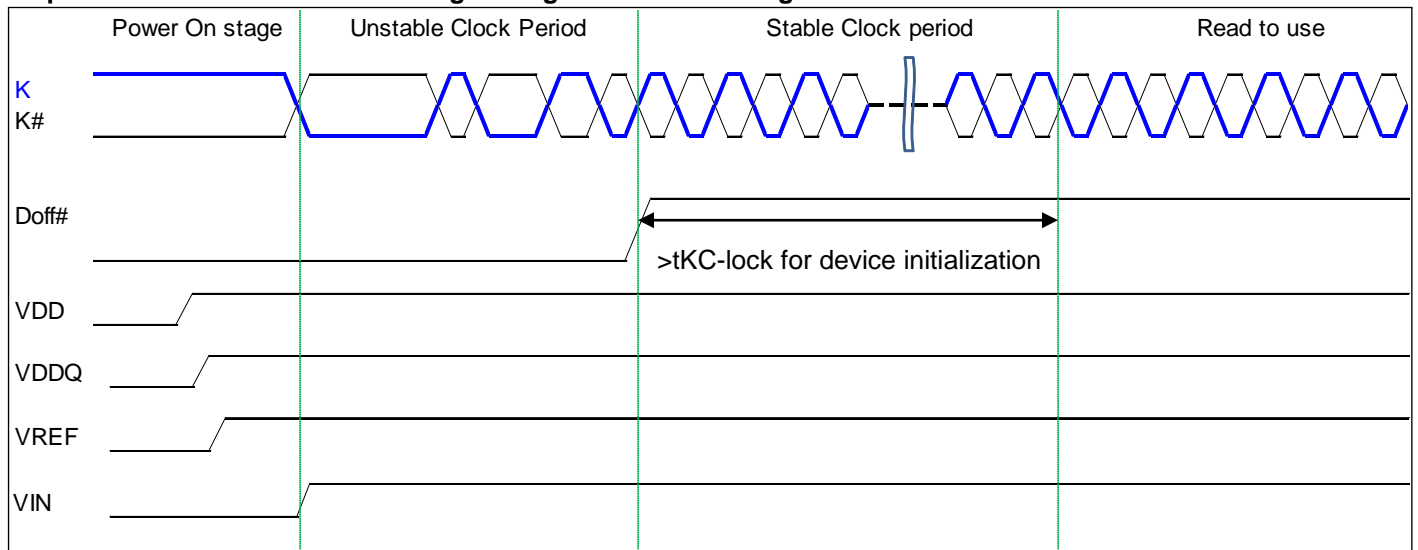 Power On stage
Unstable Clock Period
Stable Clock period
Read to use
K
K#
Doff#
>tKC-lock for device initialization
VDD
VDDQ
VREF
VIN